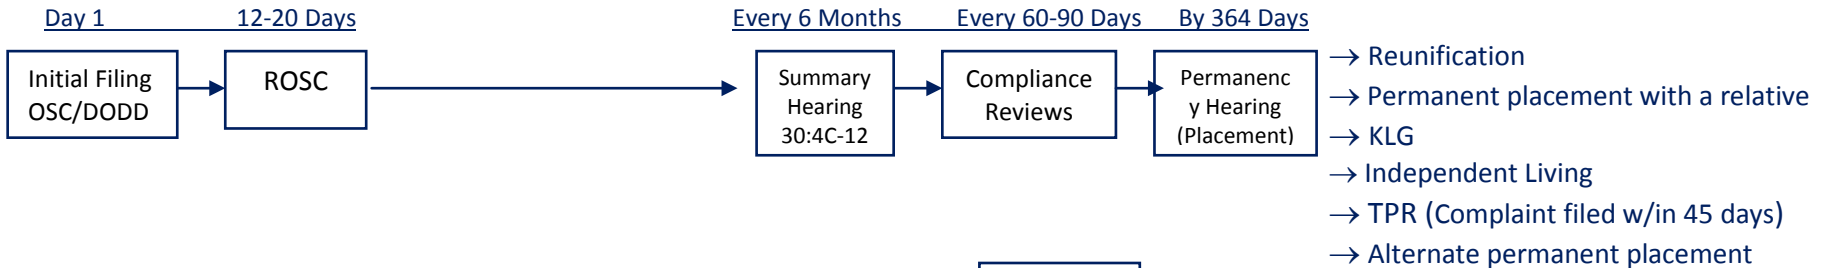 Day 1 12-20 Days Every 6 Months Every 60-90 Days By 364 Days
Initial Filing
OSC/DODD
ROSC
Summary
Hearing
30:4C-12
Compliance
Reviews
Permanenc
y Hearing
(Placement)
→ Reunification
→ Permanent placement with a relative
→ KLG
→ Independent Living
→ TPR (Complaint filed w/in 45 days)
→ Alternate permanent placement